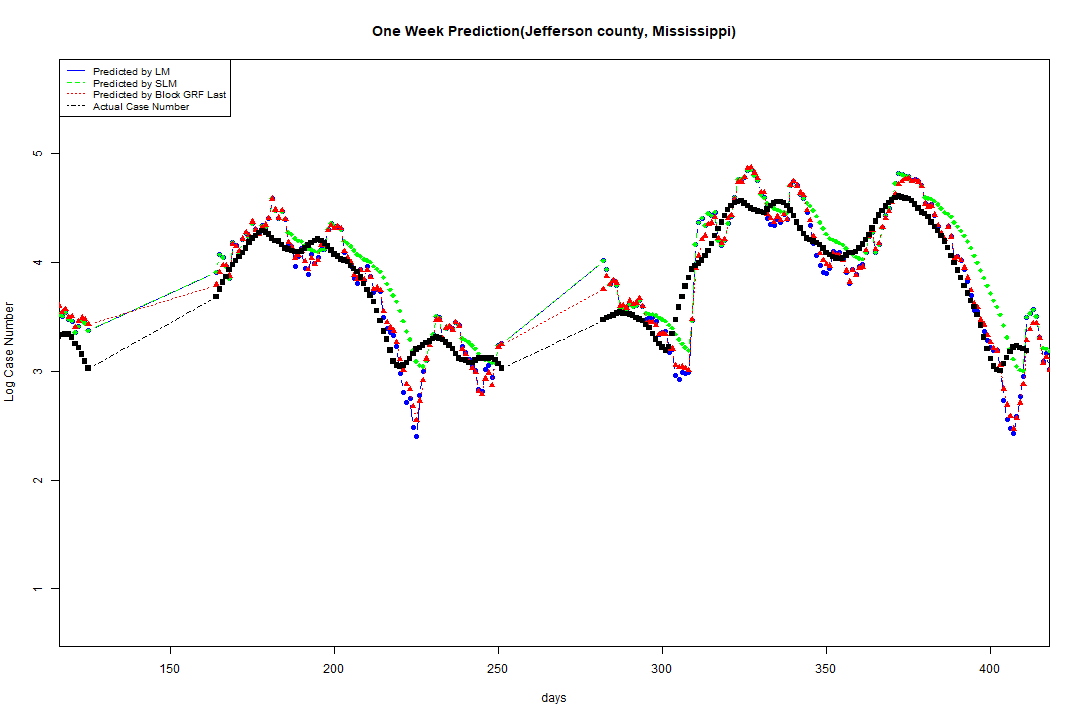 One Week Prediction(Jefferson county, Mississippi)
Predicted by LM
Predicted by SLM
Predicted by Block GRF Last
Actual Case Number
5
4
3
2
1
Log Case Number
150
200
250
300
350
400
days